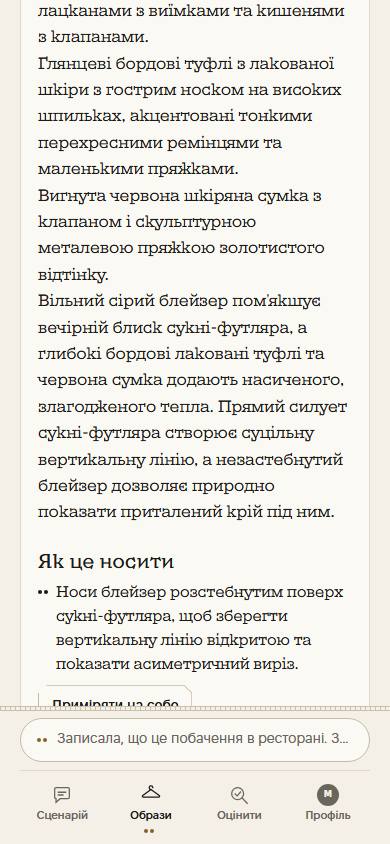 лацканами з виїмками та кишенями
з клапанами.
Глянцеві бордові туфлі з лакованої
шкіри з гострим носком на високих
шпильках, акцентовані тонкими
перехресними ремінцями та
маленькими пряжками.
Вигнута червона шкіряна сумка з
клапаном і скульптурною
металевою пряжкою золотистого
відтінку.
Вільний сірий блейзер пом'якшує
вечірній блиск сукні-футляра, а
глибокі бордові лаковані туфлі та
червона сумка додають насиченого,
злагодженого тепла. Прямий силует
сукні-футляра створює суцільну
вертикальну лінію, а незастебнутий
блейзер дозволяє природно
показати приталений крій під ним.
Як це носити
•• Носи блейзер розстебнутим поверх
сукні-футляра, щоб зберегти
вертикальну лінію відкритою та
показати асиметричний виріз.
Приміряти на себе
•• Записала, що це побачення в ресторані. З...
Сценарій
Образи
Оцінити
М
Профіль